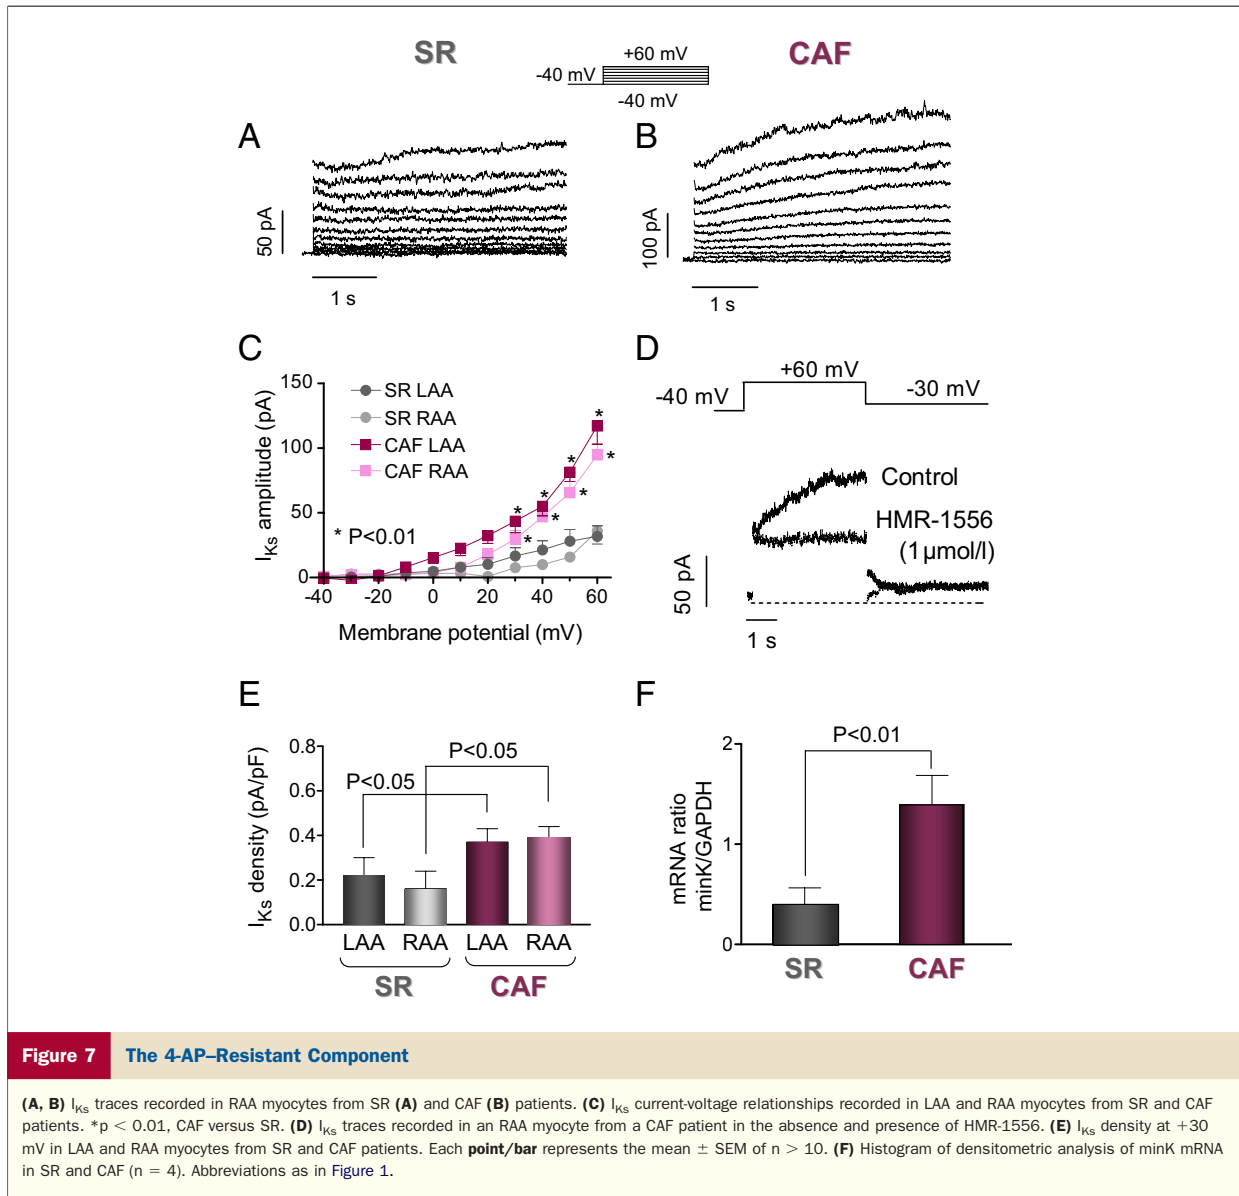 SR
CAF
+60 mV
-40 mV
-40 mV
A
B
50 pA
1 s
100 pA
1 s
C
D
I_Ks amplitude (pA)
150
100
50
0
SR LAA
SR RAA
CAF LAA
CAF RAA
* P<0.01
* * * * * * * *
-40 -20 0 20 40 60
Membrane potential (mV)
+60 mV
-40 mV
-30 mV
Control
HMR-1556
(1 µmol/l)
50 pA
1 s
E
F
I_Ks density (pA/pF)
0.8
0.6
0.4
0.2
0.0
P<0.05
P<0.05
LAA RAA LAA RAA
SR CAF
mRNA ratio
minK/GAPDH
2
1
0
P<0.01
SR CAF
Figure 7 The 4-AP–Resistant Component
(A, B) I_Ks traces recorded in RAA myocytes from SR (A) and CAF (B) patients. (C) I_Ks current-voltage relationships recorded in LAA and RAA myocytes from SR and CAF
patients. *p < 0.01, CAF versus SR. (D) I_Ks traces recorded in an RAA myocyte from a CAF patient in the absence and presence of HMR-1556. (E) I_Ks density at +30
mV in LAA and RAA myocytes from SR and CAF patients. Each point/bar represents the mean ± SEM of n > 10. (F) Histogram of densitometric analysis of minK mRNA
in SR and CAF (n = 4). Abbreviations as in Figure 1.